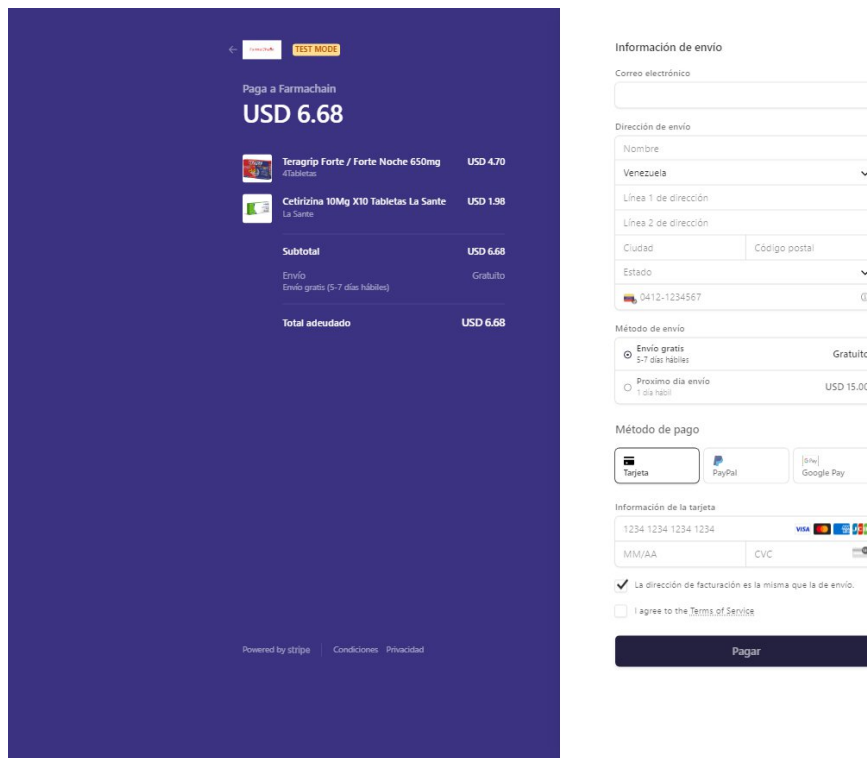 TEST MODE
Paga a Farmachain
USD 6.68
Teragrip Forte / Forte Noche 650mg USD 4.70
4Tabletas
Cetirizina 10Mg X10 Tabletas La Sante USD 1.98
La Sante
Subtotal USD 6.68
Envío Gratuito
Envío gratis (5-7 días hábiles)
Total adeudado USD 6.68
Powered by stripe Condiciones Privacidad
Información de envío
Correo electrónico
Dirección de envío
Nombre
Venezuela
Línea 1 de dirección
Línea 2 de dirección
Ciudad Código postal
Estado
0412-1234567
Método de envío
Envío gratis Gratuito
5-7 días hábiles
Proximo dia envio USD 15.00
1 día hábil
Método de pago
Tarjeta PayPal Google Pay
Información de la tarjeta
1234 1234 1234 1234 VISA
MM/AA CVC
La dirección de facturación es la misma que la de envío.
I agree to the Terms of Service
Pagar